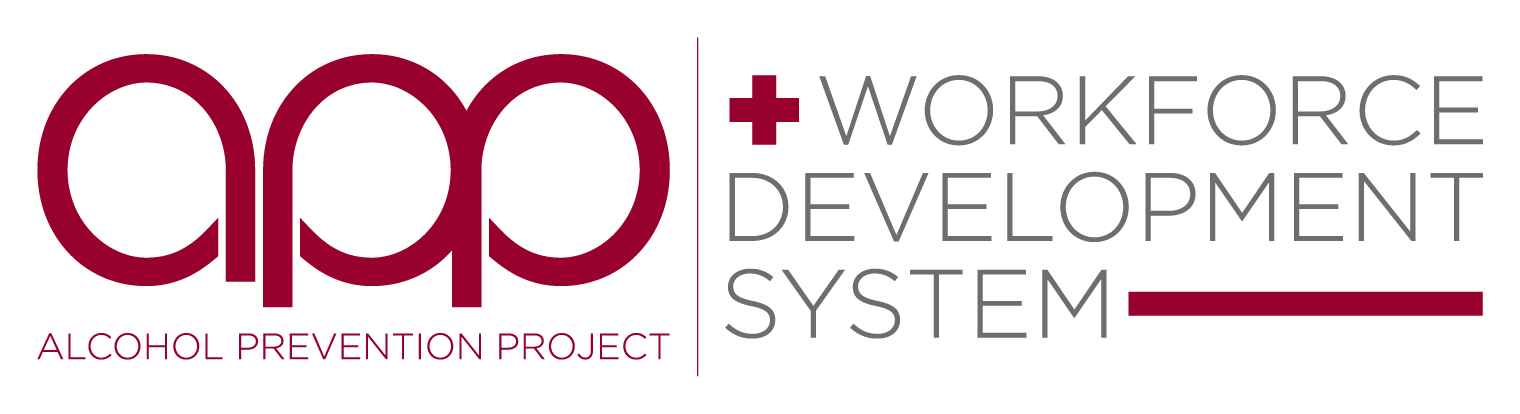 app
ALCOHOL PREVENTION PROJECT
+WORKFORCE
DEVELOPMENT
SYSTEM